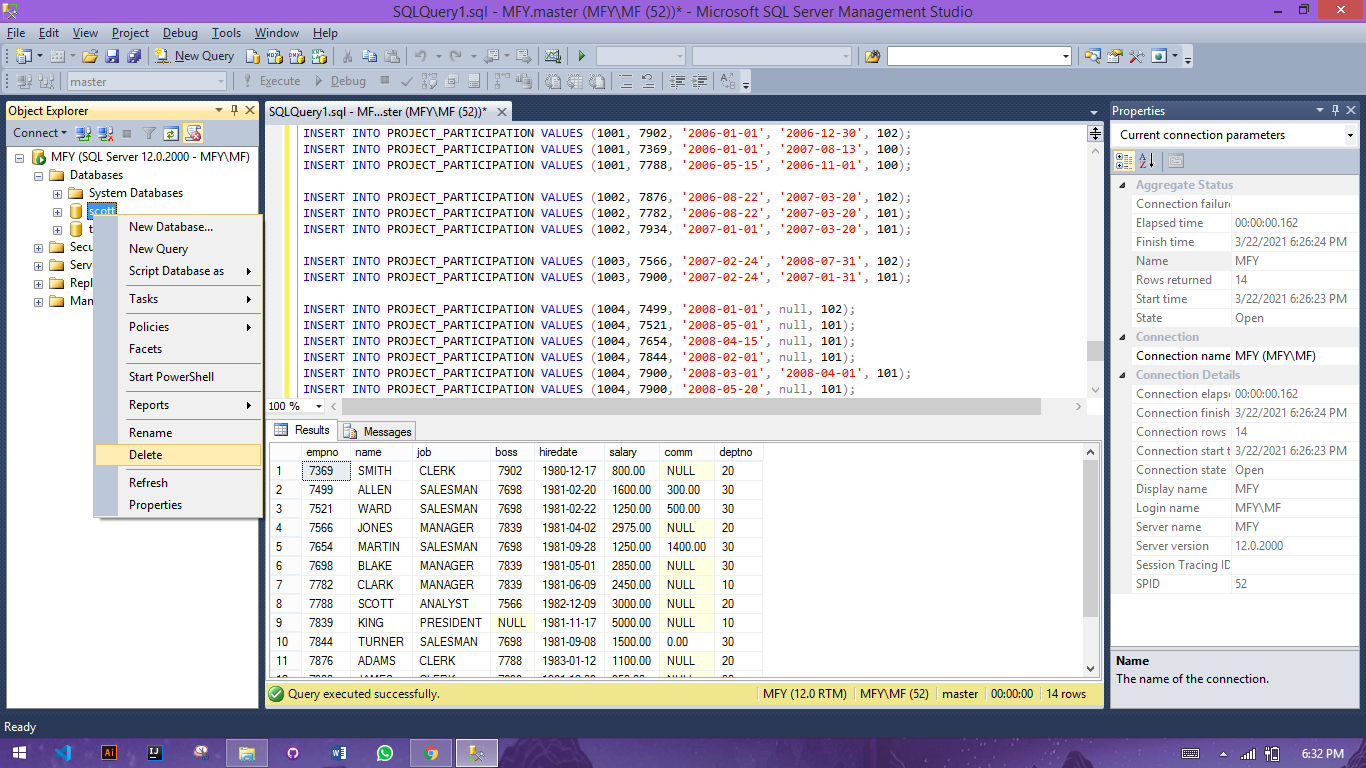 SQLQuery1.sql - MFY.master (MFY\MF (52))* - Microsoft SQL Server Management Studio
File Edit View Project Debug Tools Window Help
New Query
master Execute Debug
Object Explorer
Connect
MFY (SQL Server 12.0.2000 - MFY\MF)
Databases
System Databases
scott
t
Secu
Serve
Repl
Man
New Database...
New Query
Script Database as
Tasks
Policies
Facets
Start PowerShell
Reports
Rename
Delete
Refresh
Properties
SQLQuery1.sql - MF...ster (MFY\MF (52))*
INSERT INTO PROJECT_PARTICIPATION VALUES (1001, 7902, '2006-01-01', '2006-12-30', 102);
INSERT INTO PROJECT_PARTICIPATION VALUES (1001, 7369, '2006-01-01', '2007-08-13', 100);
INSERT INTO PROJECT_PARTICIPATION VALUES (1001, 7788, '2006-05-15', '2006-11-01', 100);
INSERT INTO PROJECT_PARTICIPATION VALUES (1002, 7876, '2006-08-22', '2007-03-20', 102);
INSERT INTO PROJECT_PARTICIPATION VALUES (1002, 7782, '2006-08-22', '2007-03-20', 101);
INSERT INTO PROJECT_PARTICIPATION VALUES (1002, 7934, '2007-01-01', '2007-03-20', 101);
INSERT INTO PROJECT_PARTICIPATION VALUES (1003, 7566, '2007-02-24', '2008-07-31', 102);
INSERT INTO PROJECT_PARTICIPATION VALUES (1003, 7900, '2007-02-24', '2007-01-31', 101);
INSERT INTO PROJECT_PARTICIPATION VALUES (1004, 7499, '2008-01-01', null, 102);
INSERT INTO PROJECT_PARTICIPATION VALUES (1004, 7521, '2008-05-01', null, 101);
INSERT INTO PROJECT_PARTICIPATION VALUES (1004, 7654, '2008-04-15', null, 101);
INSERT INTO PROJECT_PARTICIPATION VALUES (1004, 7844, '2008-02-01', null, 101);
INSERT INTO PROJECT_PARTICIPATION VALUES (1004, 7900, '2008-03-01', '2008-04-01', 101);
INSERT INTO PROJECT_PARTICIPATION VALUES (1004, 7900, '2008-05-20', null, 101);
100 %
Results Messages
empno name job boss hiredate salary comm deptno
1 7369 SMITH CLERK 7902 1980-12-17 800.00 NULL 20
2 7499 ALLEN SALESMAN 7698 1981-02-20 1600.00 300.00 30
3 7521 WARD SALESMAN 7698 1981-02-22 1250.00 500.00 30
4 7566 JONES MANAGER 7839 1981-04-02 2975.00 NULL 20
5 7654 MARTIN SALESMAN 7698 1981-09-28 1250.00 1400.00 30
6 7698 BLAKE MANAGER 7839 1981-05-01 2850.00 NULL 30
7 7782 CLARK MANAGER 7839 1981-06-09 2450.00 NULL 10
8 7788 SCOTT ANALYST 7566 1982-12-09 3000.00 NULL 20
9 7839 KING PRESIDENT NULL 1981-11-17 5000.00 NULL 10
10 7844 TURNER SALESMAN 7698 1981-09-08 1500.00 0.00 30
11 7876 ADAMS CLERK 7788 1983-01-12 1100.00 NULL 20
Query executed successfully. MFY (12.0 RTM) MFY\MF (52) master 00:00:00 14 rows
Properties
Current connection parameters
Aggregate Status
Connection failure
Elapsed time 00:00:00.162
Finish time 3/22/2021 6:26:24 PM
Name MFY
Rows returned 14
Start time 3/22/2021 6:26:23 PM
State Open
Connection
Connection name MFY (MFY\MF)
Connection Details
Connection elaps 00:00:00.162
Connection finish 3/22/2021 6:26:24 PM
Connection rows 14
Connection start t 3/22/2021 6:26:23 PM
Connection state Open
Display name MFY
Login name MFY\MF
Server name MFY
Server version 12.0.2000
Session Tracing ID
SPID 52
Name
The name of the connection.
Ready
6:32 PM